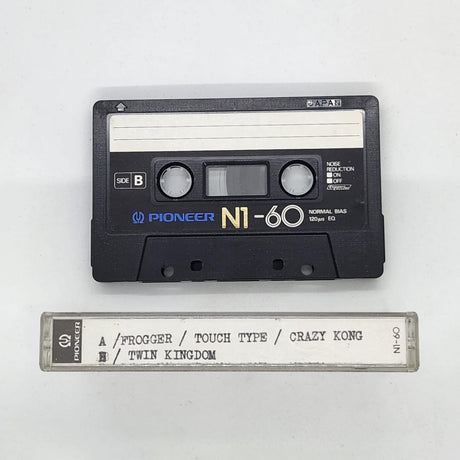 JAPAN
SIDE B
NOISE
REDUCTION
ON
OFF
PIONEER N1-60
NORMAL BIAS
120μs EQ
PIONEER
A /FROGGER / TOUCH TYPE / CRAZY KONG
B / TWIN KINGDOM
N1-60